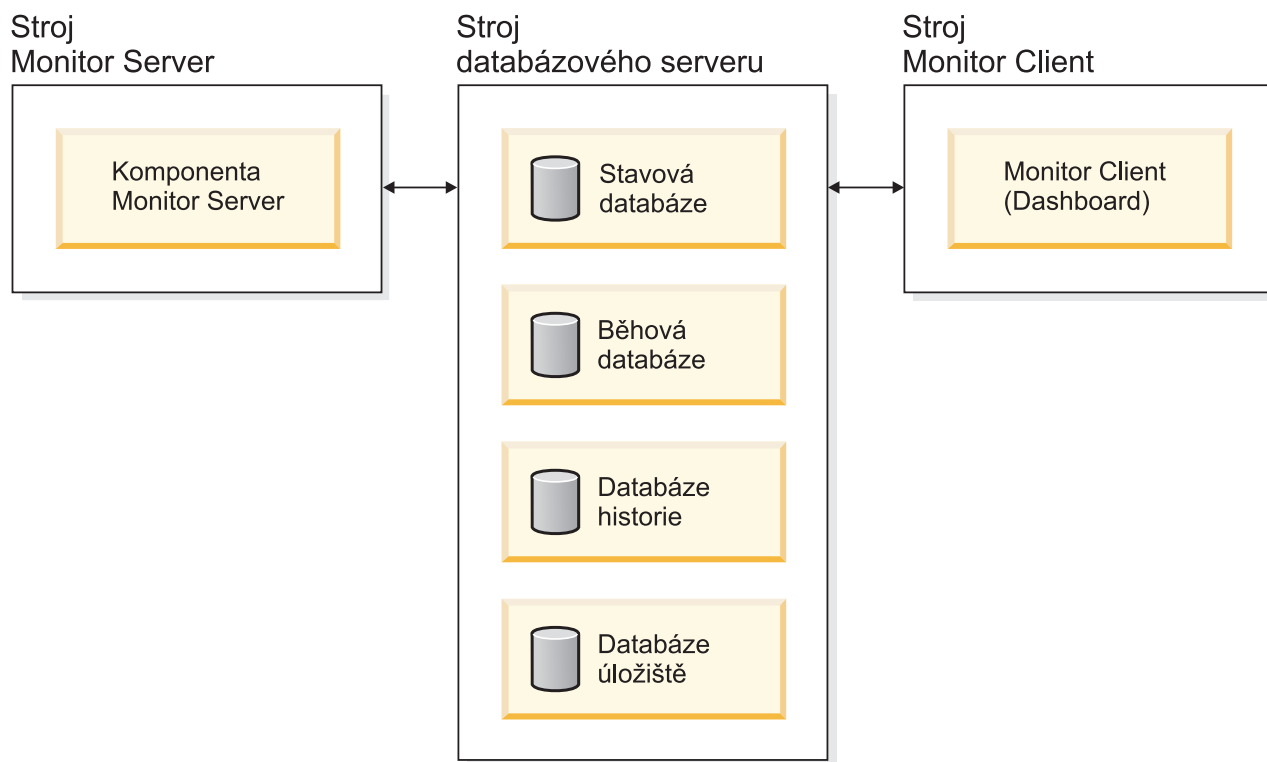 Stroj
Monitor Server
Komponenta
Monitor Server
Stroj
databázového serveru
Stavová
databáze
Běhová
databáze
Databáze
historie
Databáze
úložiště
Stroj
Monitor Client
Monitor Client
(Dashboard)